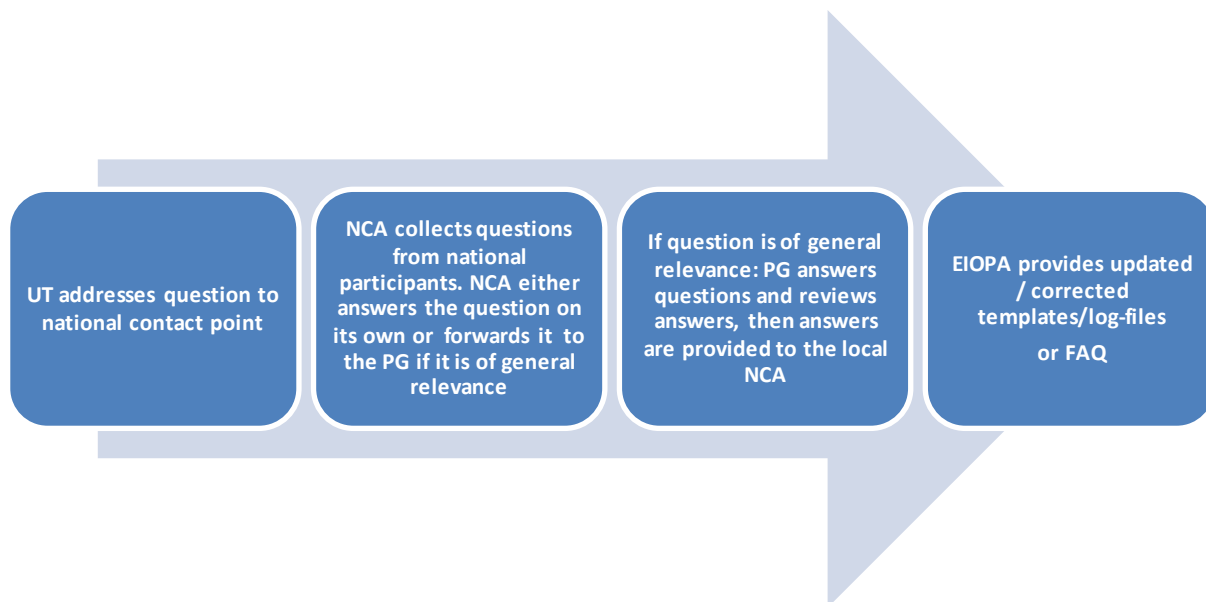 UT addresses question to
national contact point
NCA collects questions
from national
participants. NCA either
answers the question on
its own or forwards it to
the PG if it is of general
relevance
If question is of general
relevance: PG answers
questions and reviews
answers, then answers
are provided to the local
NCA
EIOPA provides updated
/ corrected
templates/log-files
or FAQ